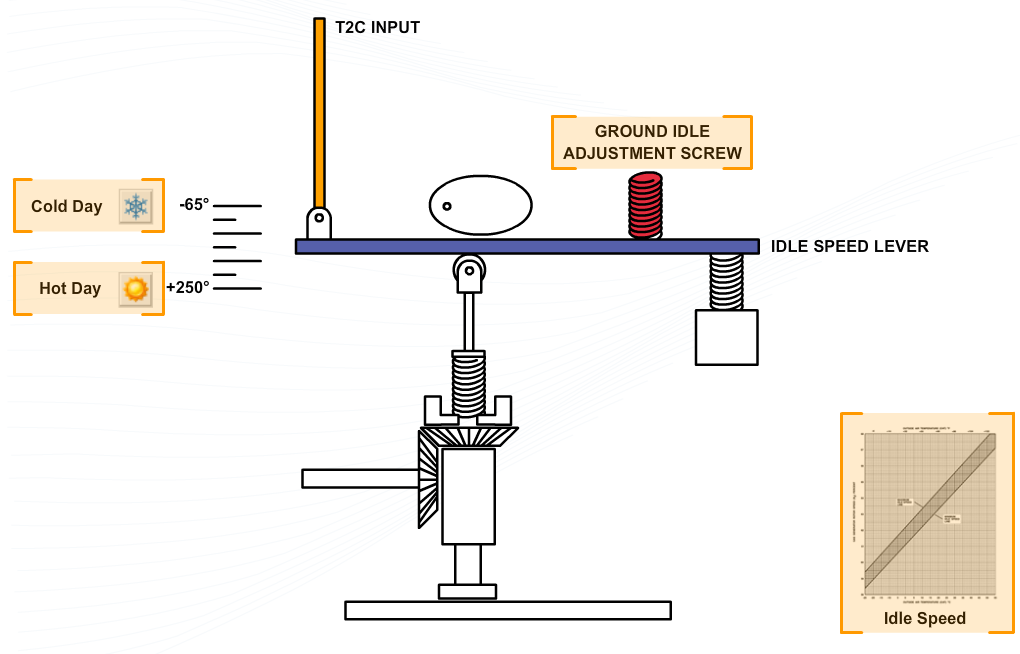 T2C INPUT
GROUND IDLE
ADJUSTMENT SCREW
Cold Day
-65°
IDLE SPEED LEVER
Hot Day
+250°
Idle Speed